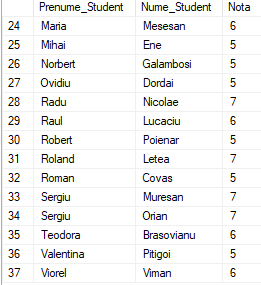 Prenume_Student Nume_Student Nota
24 Maria Mesesan 6
25 Mihai Ene 5
26 Norbert Galambosi 5
27 Ovidiu Dordai 5
28 Radu Nicolae 7
29 Raul Lucaciu 6
30 Robert Poienar 5
31 Roland Letea 7
32 Roman Covas 5
33 Sergiu Muresan 7
34 Sergiu Orian 7
35 Teodora Brasovianu 6
36 Valentina Pitigoi 5
37 Viorel Viman 6